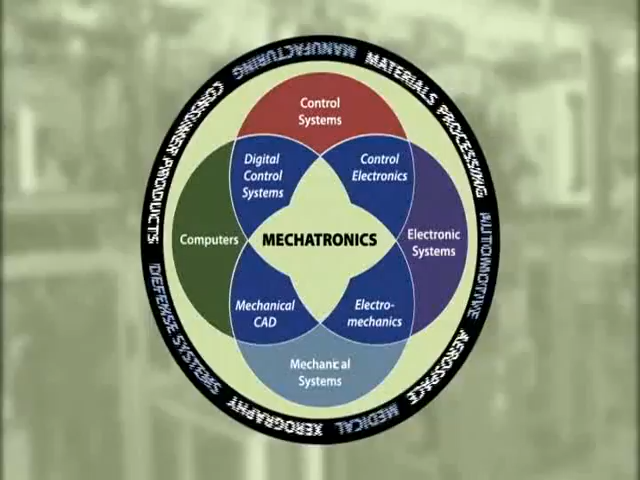 MANUFACTURING
MATERIALS PROCESSING
AUTOMOTIVE
AEROSPACE
MEDICAL
XEROGRAPHY
DEFENSE SYSTEMS
CONSUMER PRODUCTS
Control
Systems
Digital
Control
Systems
Control
Electronics
Computers
MECHATRONICS
Electronic
Systems
Mechanical
CAD
Electro-
mechanics
Mechanical
Systems